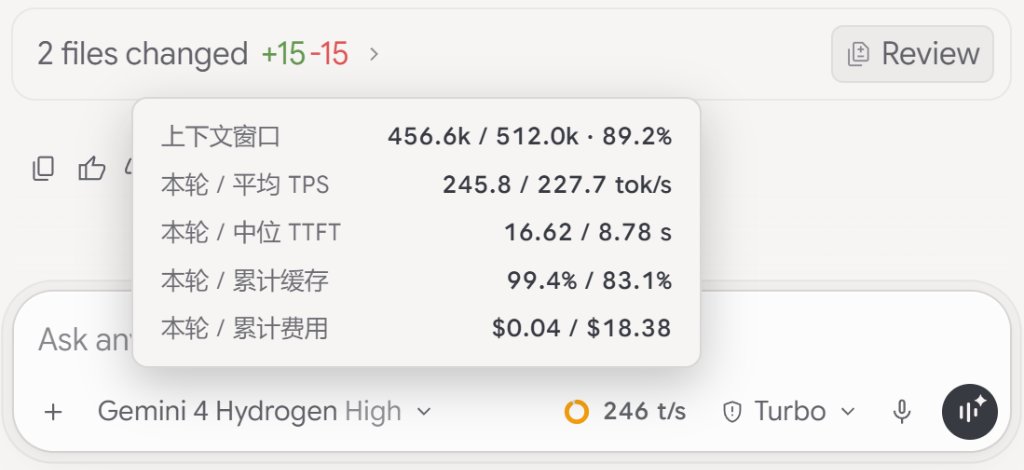 2 files changed +15 -15
Review
上下文窗口 456.6k / 512.0k · 89.2%
本轮 / 平均 TPS 245.8 / 227.7 tok/s
本轮 / 中位 TTFT 16.62 / 8.78 s
本轮 / 累计缓存 99.4% / 83.1%
本轮 / 累计费用 $0.04 / $18.38
Ask
Gemini 4 Hydrogen High
246 t/s
Turbo